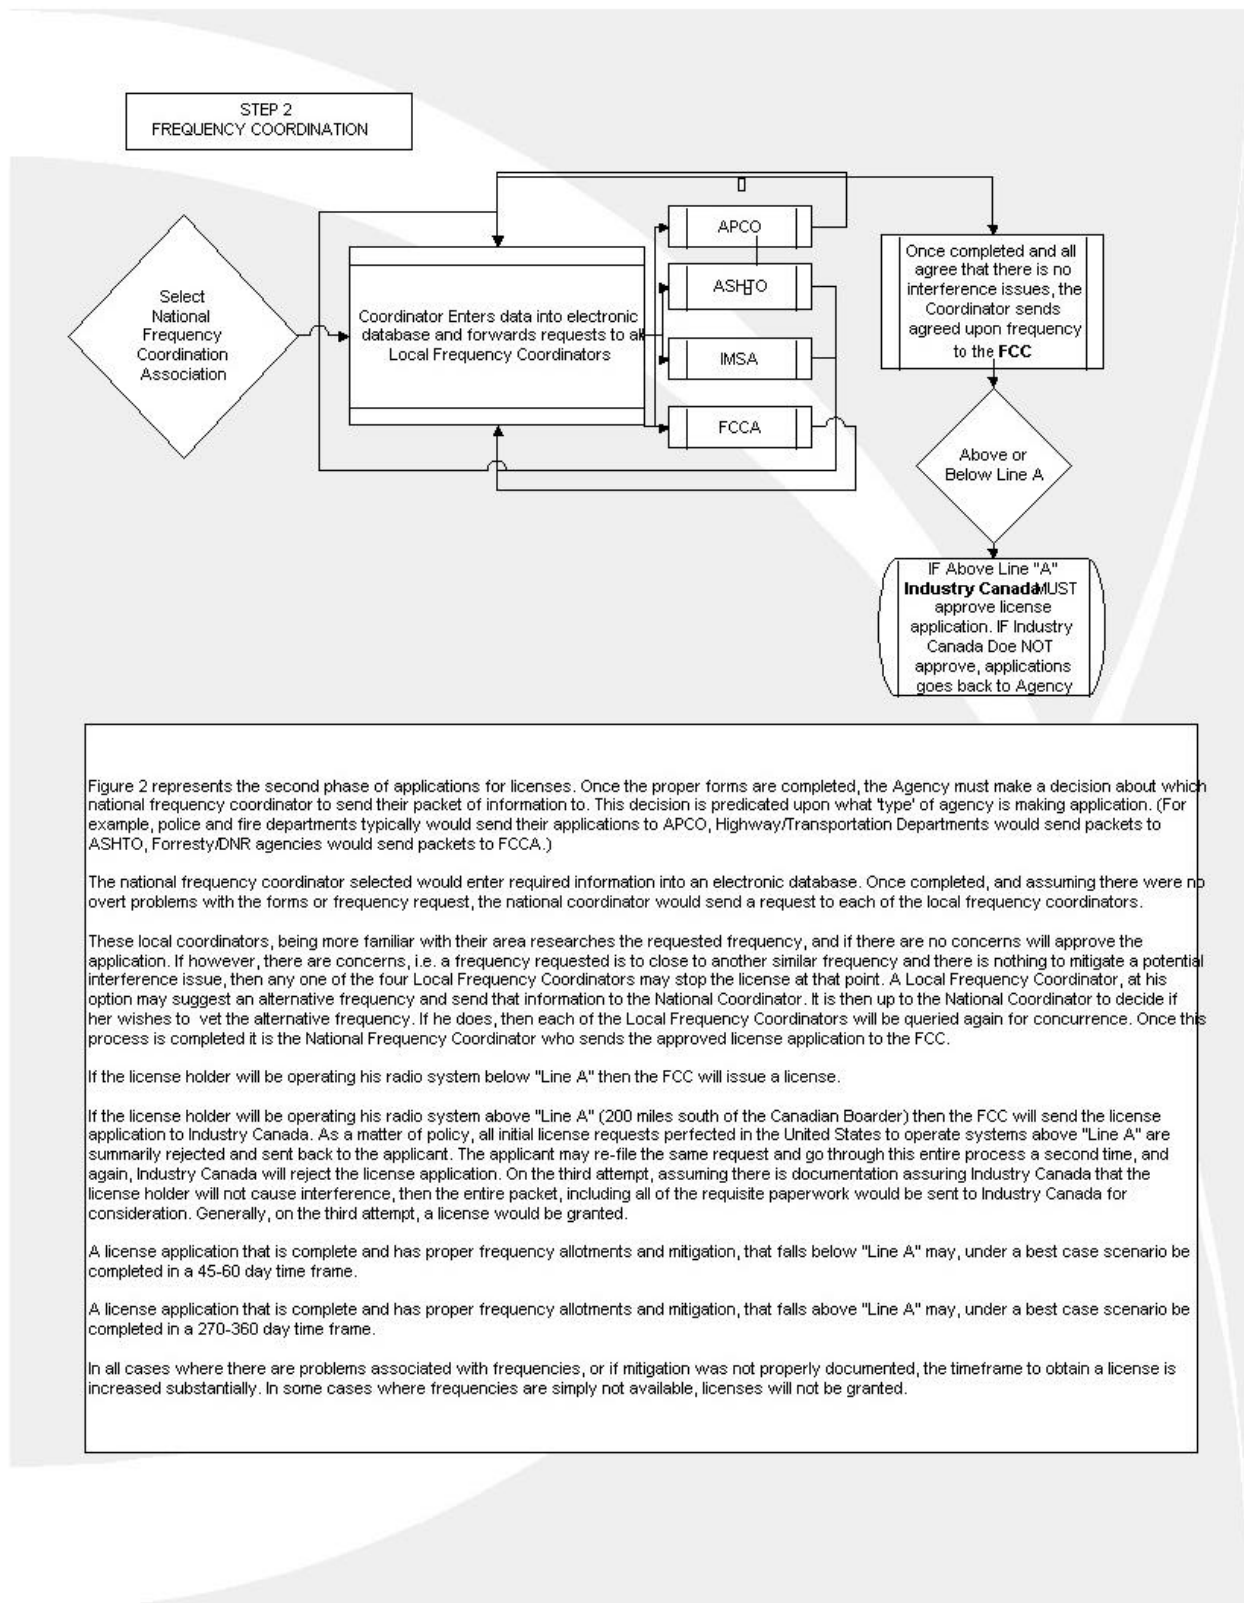 STEP 2
FREQUENCY COORDINATION
Select
National
Frequency
Coordination
Association
Coordinator Enters data into electronic
database and forwards requests to all
Local Frequency Coordinators
APCO
ASHTO
IMSA
FCCA
Once completed and all
agree that there is no
interference issues, the
Coordinator sends
agreed upon frequency
to the FCC
Above or
Below Line A
IF Above Line "A"
Industry Canada MUST
approve license
application. IF Industry
Canada Doe NOT
approve, applications
goes back to Agency
Figure 2 represents the second phase of applications for licenses. Once the proper forms are completed, the Agency must make a decision about which
national frequency coordinator to send their packet of information to. This decision is predicated upon what 'type' of agency is making application. (For
example, police and fire departments typically would send their applications to APCO, Highway/Transportation Departments would send packets to
ASHTO, Forresty/DNR agencies would send packets to FCCA.)
The national frequency coordinator selected would enter required information into an electronic database. Once completed, and assuming there were no
overt problems with the forms or frequency request, the national coordinator would send a request to each of the local frequency coordinators.
These local coordinators, being more familiar with their area researches the requested frequency, and if there are no concerns will approve the
application. If however, there are concerns, i.e. a frequency requested is to close to another similar frequency and there is nothing to mitigate a potential
interference issue, then any one of the four Local Frequency Coordinators may stop the license at that point. A Local Frequency Coordinator, at his
option may suggest an alternative frequency and send that information to the National Coordinator. It is then up to the National Coordinator to decide if
her wishes to vet the alternative frequency. If he does, then each of the Local Frequency Coordinators will be queried again for concurrence. Once this
process is completed it is the National Frequency Coordinator who sends the approved license application to the FCC.
If the license holder will be operating his radio system below "Line A" then the FCC will issue a license.
If the license holder will be operating his radio system above "Line A" (200 miles south of the Canadian Boarder) then the FCC will send the license
application to Industry Canada. As a matter of policy, all initial license requests perfected in the United States to operate systems above "Line A" are
summarily rejected and sent back to the applicant. The applicant may re-file the same request and go through this entire process a second time, and
again, Industry Canada will reject the license application. On the third attempt, assuming there is documentation assuring Industry Canada that the
license holder will not cause interference, then the entire packet, including all of the requisite paperwork would be sent to Industry Canada for
consideration. Generally, on the third attempt, a license would be granted.
A license application that is complete and has proper frequency allotments and mitigation, that falls below "Line A" may, under a best case scenario be
completed in a 45-60 day time frame.
A license application that is complete and has proper frequency allotments and mitigation, that falls above "Line A" may, under a best case scenario be
completed in a 270-360 day time frame.
In all cases where there are problems associated with frequencies, or if mitigation was not properly documented, the timeframe to obtain a license is
increased substantially. In some cases where frequencies are simply not available, licenses will not be granted.